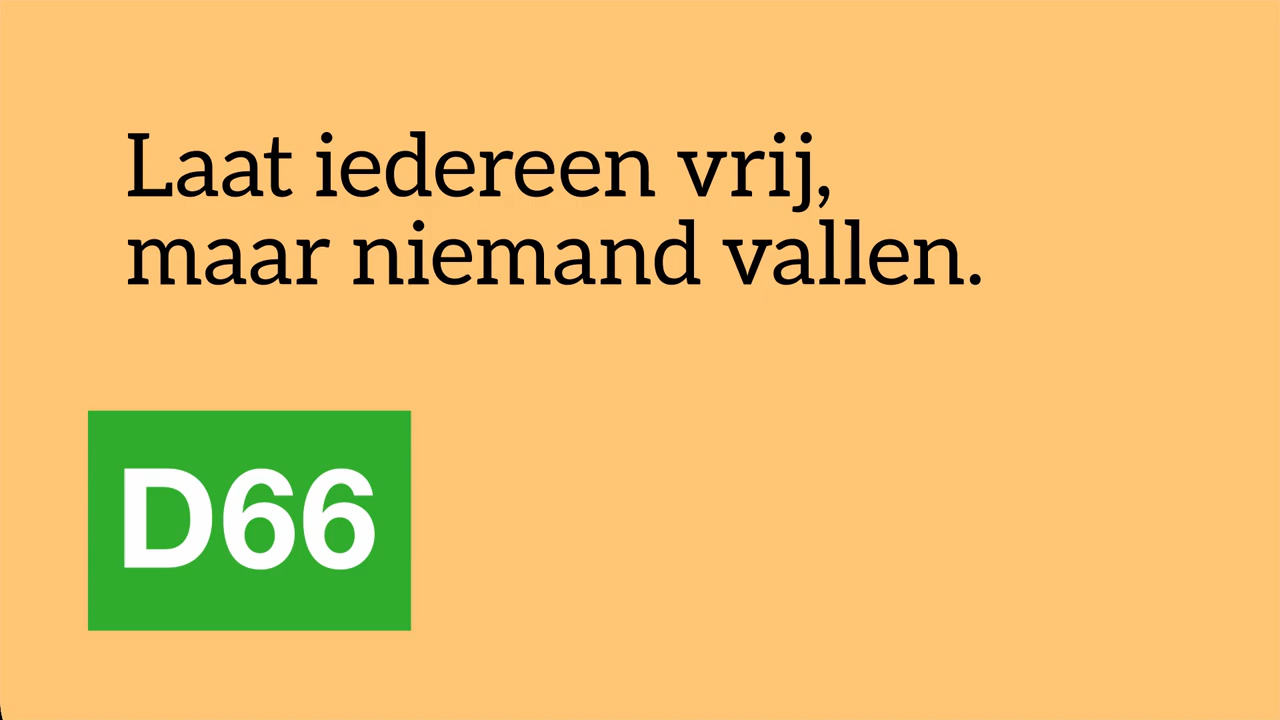 Laat iedereen vrij,
maar niemand vallen.
D66